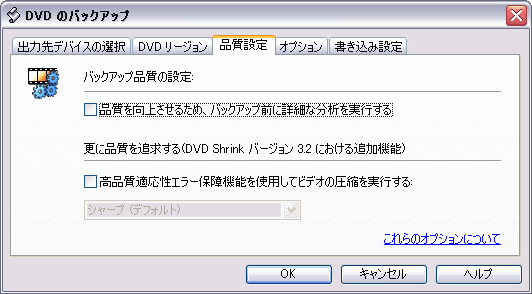 DVD のバックアップ
出力先デバイスの選択 DVDリージョン 品質設定 オプション 書き込み設定
バックアップ品質の設定:
品質を向上させるため、バックアップ前に詳細な分析を実行する
更に品質を追求する(DVD Shrink バージョン 3.2 における追加機能)
高品質適応性エラー保障機能を使用してビデオの圧縮を実行する:
シャープ (デフォルト)
これらのオプションについて
OK キャンセル ヘルプ